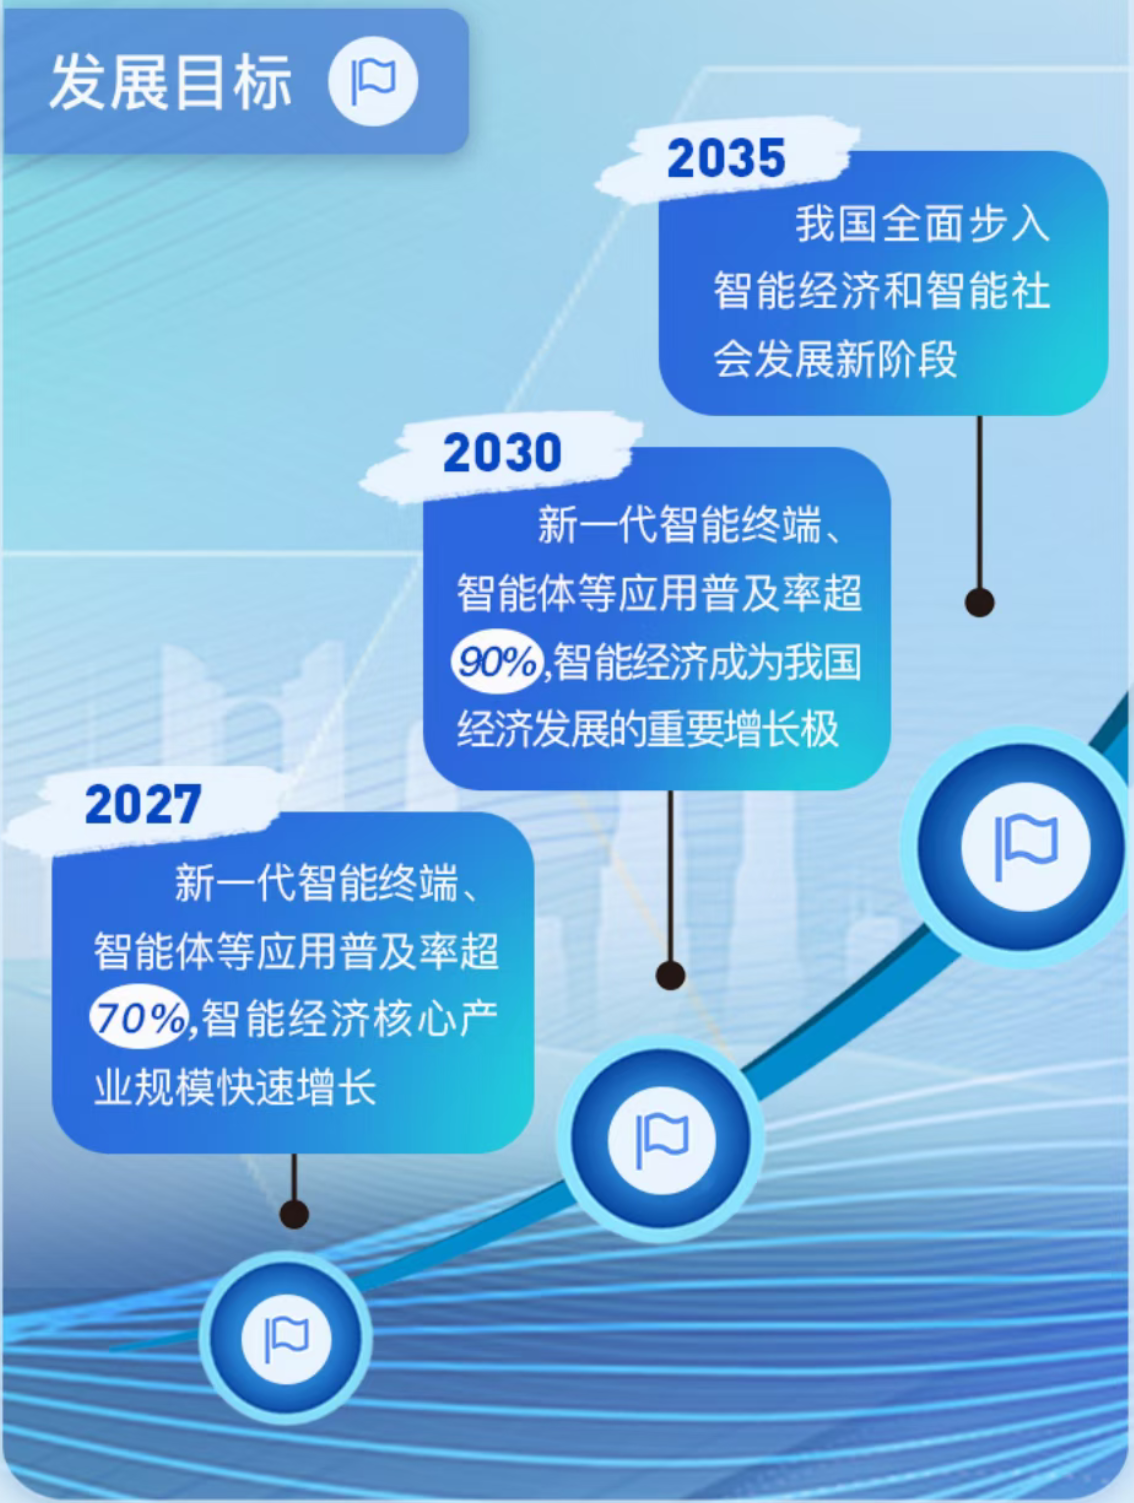 发展目标
2035
我国全面步入
智能经济和智能社
会发展新阶段
2030
新一代智能终端、
智能体等应用普及率超
90%,智能经济成为我国
经济发展的重要增长极
2027
新一代智能终端、
智能体等应用普及率超
70%,智能经济核心产
业规模快速增长